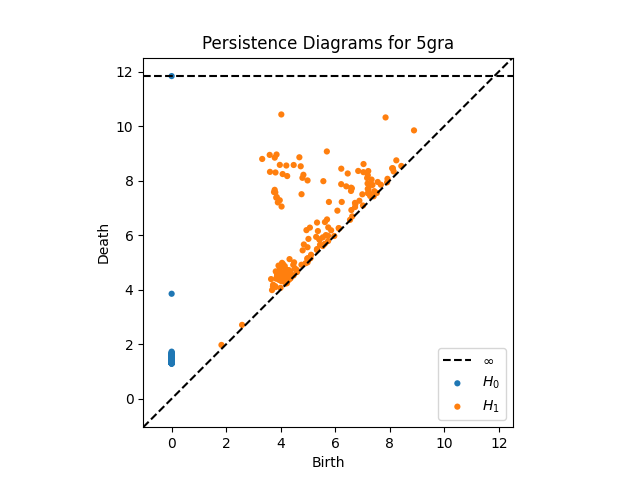 Persistence Diagrams for 5gra
Death
12
10
8
6
4
2
0
0 2 4 6 8 10 12
Birth
∞
H₀
H₁